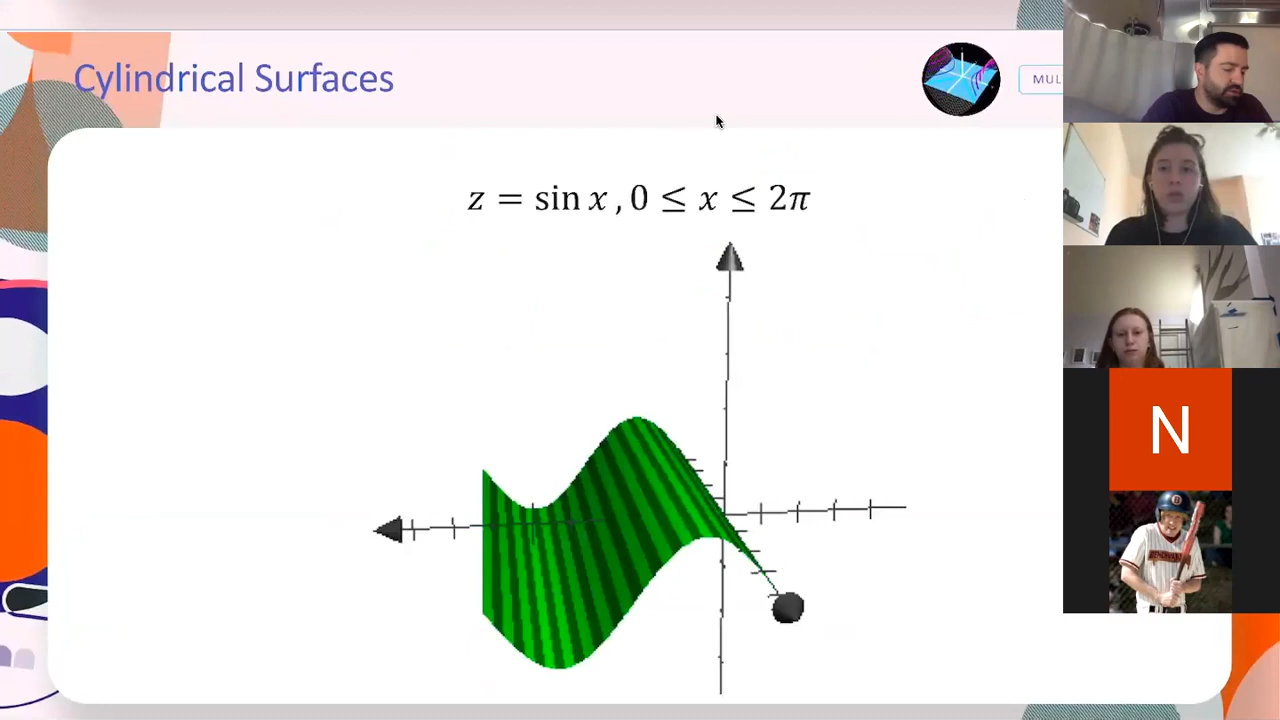 Cylindrical Surfaces
MUL
z = sin x , 0 ≤ x ≤ 2π
N